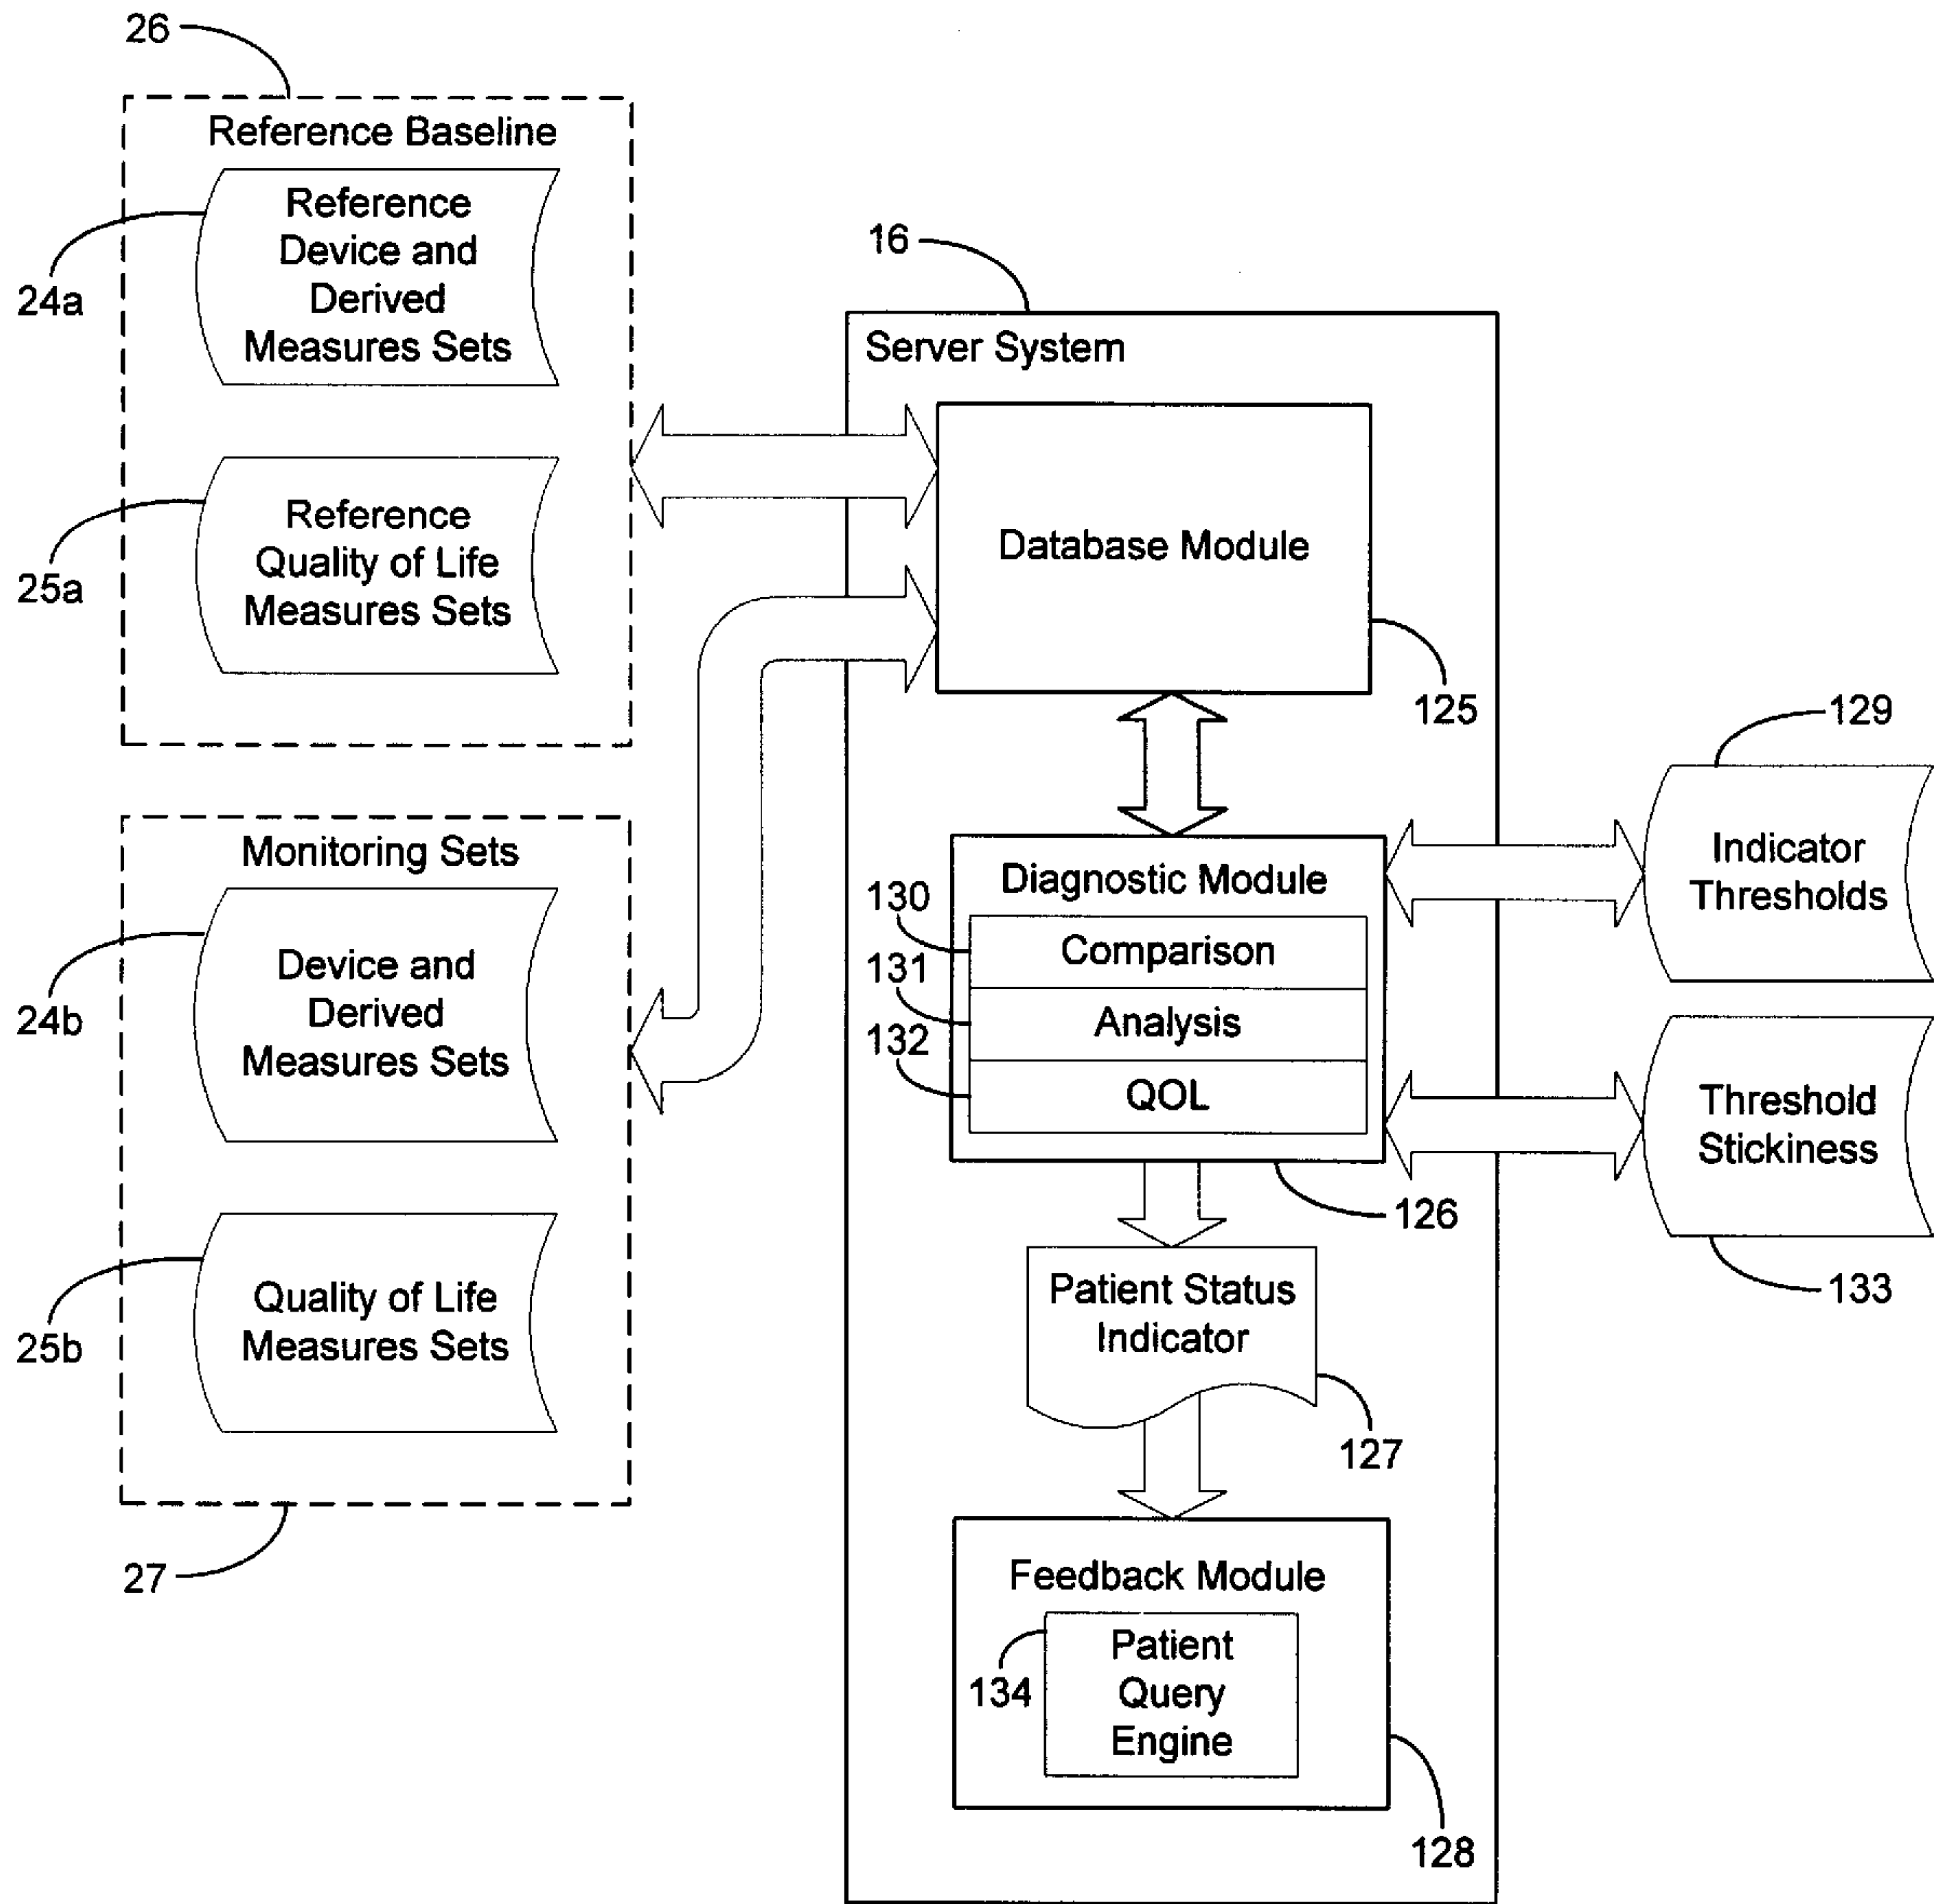 26
Reference Baseline
Reference
Device and
Derived
Measures Sets
24a
Reference
Quality of Life
Measures Sets
25a
Monitoring Sets
Device and
Derived
Measures Sets
24b
Quality of Life
Measures Sets
25b
27
16
Server System
Database Module
125
Diagnostic Module
130
Comparison
131
Analysis
132
QOL
126
129
Indicator
Thresholds
Threshold
Stickiness
133
Patient Status
Indicator
127
Feedback Module
134
Patient
Query
Engine
128